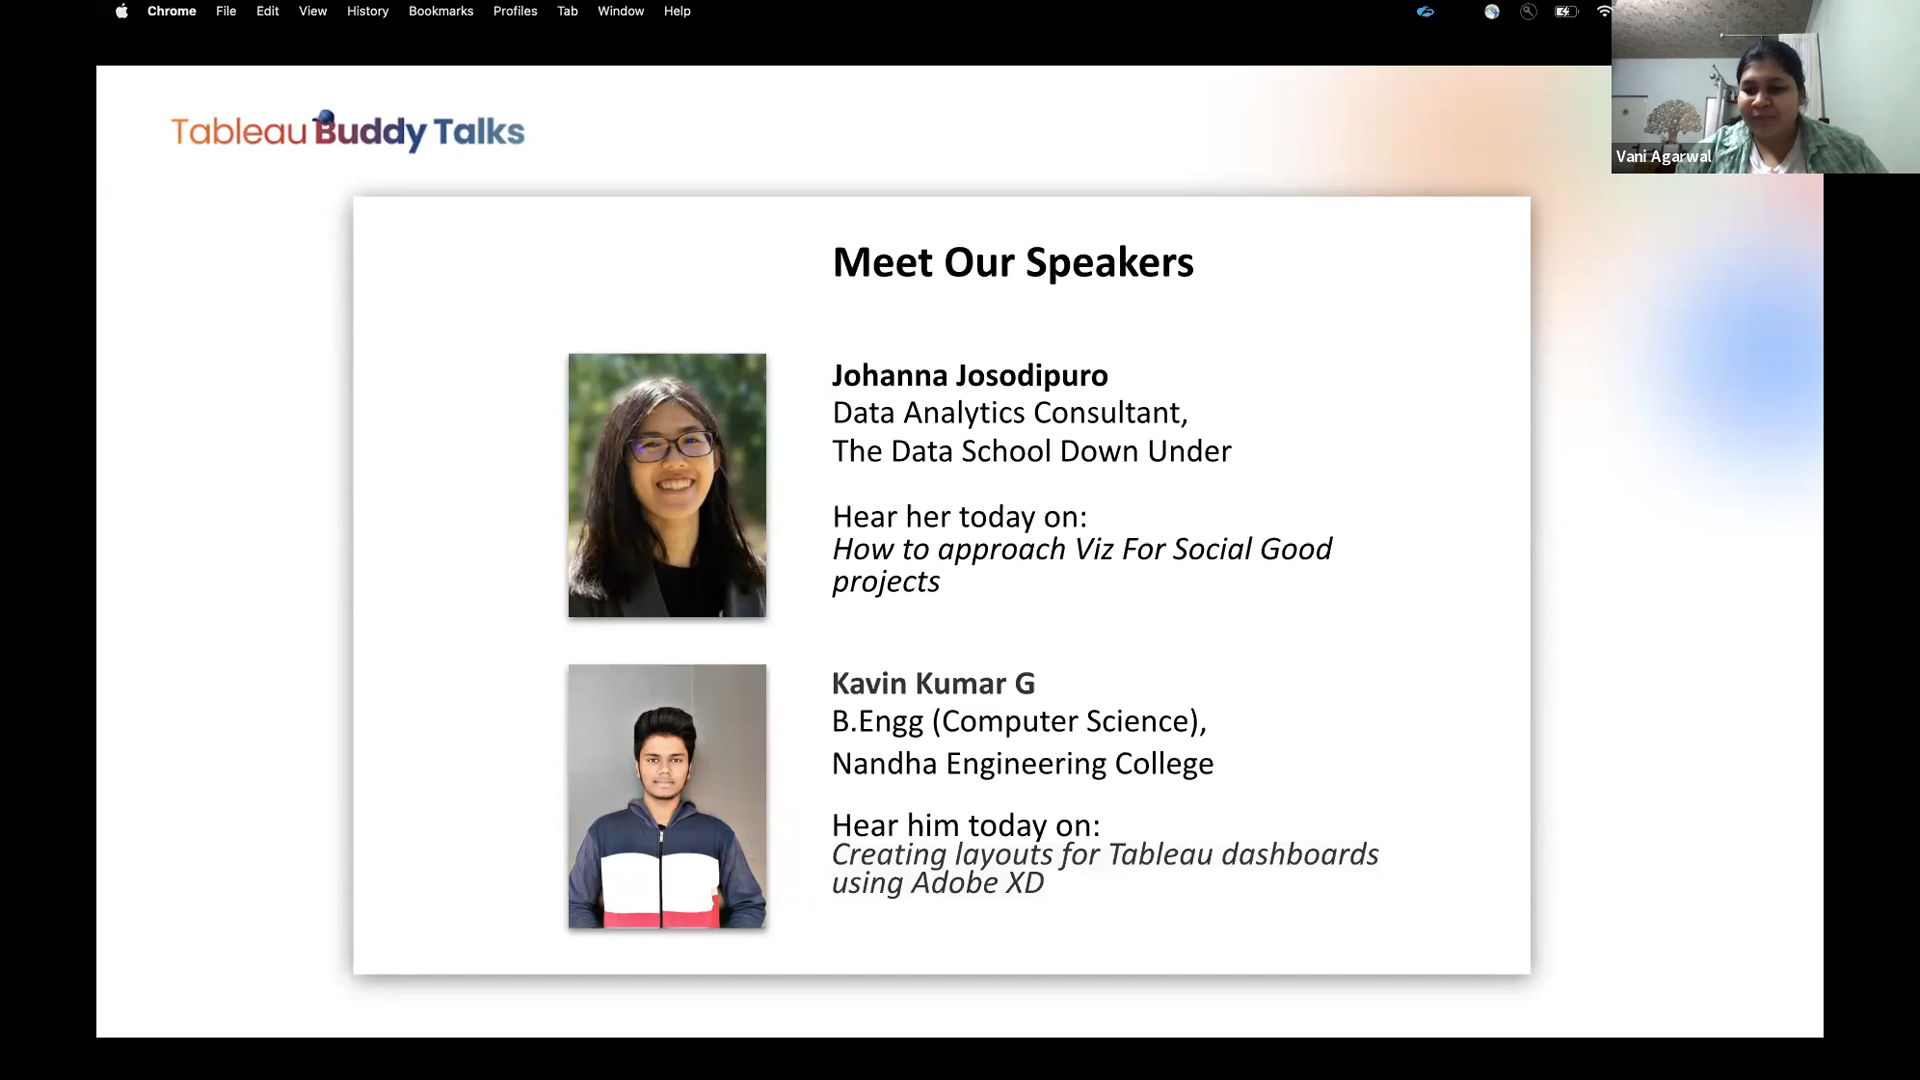 Chrome File Edit View History Bookmarks Profiles Tab Window Help
Tableau Buddy Talks
Vani Agarwal
Meet Our Speakers
Johanna Josodipuro
Data Analytics Consultant,
The Data School Down Under
Hear her today on:
How to approach Viz For Social Good
projects
Kavin Kumar G
B.Engg (Computer Science),
Nandha Engineering College
Hear him today on:
Creating layouts for Tableau dashboards
using Adobe XD